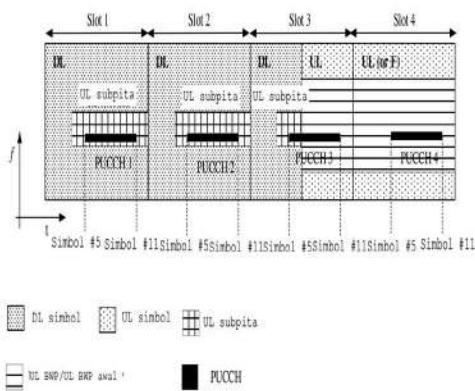 Slot 1 Slot 2 Slot 3 Slot 4
DL DL DL UL UL (or F)
UL subpita UL subpita UL subpita
f
PUCCH 1 PUCCH 2 PUCCH 3 PUCCH 4
t
Simbol #5 Simbol #11 Simbol #5 Simbol #11 Simbol #5 Simbol #11 Simbol #5 Simbol #11
DL simbol UL simbol UL subpita
UL BWP/UL BWP awal PUCCH